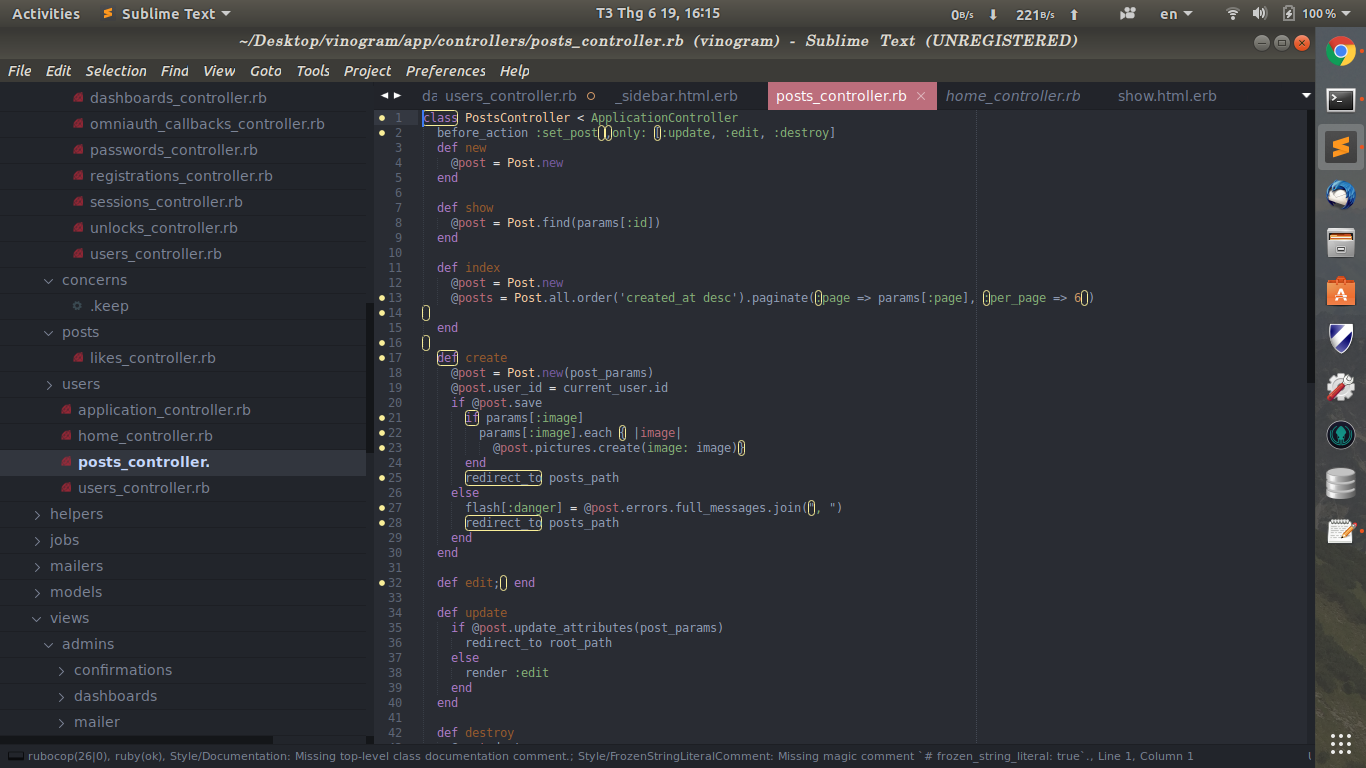 Activities Sublime Text T3 Thg 6 19, 16:15 0B/s 221B/s en 100 %
~/Desktop/vinogram/app/controllers/posts_controller.rb (vinogram) - Sublime Text (UNREGISTERED)
File Edit Selection Find View Goto Tools Project Preferences Help
dashboards_controller.rb
omniauth_callbacks_controller.rb
passwords_controller.rb
registrations_controller.rb
sessions_controller.rb
unlocks_controller.rb
users_controller.rb
concerns
.keep
posts
likes_controller.rb
users
application_controller.rb
home_controller.rb
posts_controller.
users_controller.rb
helpers
jobs
mailers
models
views
admins
confirmations
dashboards
mailer
da users_controller.rb _sidebar.html.erb posts_controller.rb × home_controller.rb show.html.erb
1 class PostsController < ApplicationController
2 before_action :set_post ,only: [:update, :edit, :destroy]
3 def new
4 @post = Post.new
5 end
6
7 def show
8 @post = Post.find(params[:id])
9 end
10
11 def index
12 @post = Post.new
13 @posts = Post.all.order('created_at desc').paginate(:page => params[:page], :per_page => 6 )
14
15 end
16
17 def create
18 @post = Post.new(post_params)
19 @post.user_id = current_user.id
20 if @post.save
21 if params[:image]
22 params[:image].each { |image|
23 @post.pictures.create(image: image)}
24 end
25 redirect_to posts_path
26 else
27 flash[:danger] = @post.errors.full_messages.join(", ")
28 redirect_to posts_path
29 end
30 end
31
32 def edit; end
33
34 def update
35 if @post.update_attributes(post_params)
36 redirect_to root_path
37 else
38 render :edit
39 end
40 end
41
42 def destroy
rubocop(26|0), ruby(ok), Style/Documentation: Missing top-level class documentation comment.; Style/FrozenStringLiteralComment: Missing magic comment `# frozen_string_literal: true`., Line 1, Column 1